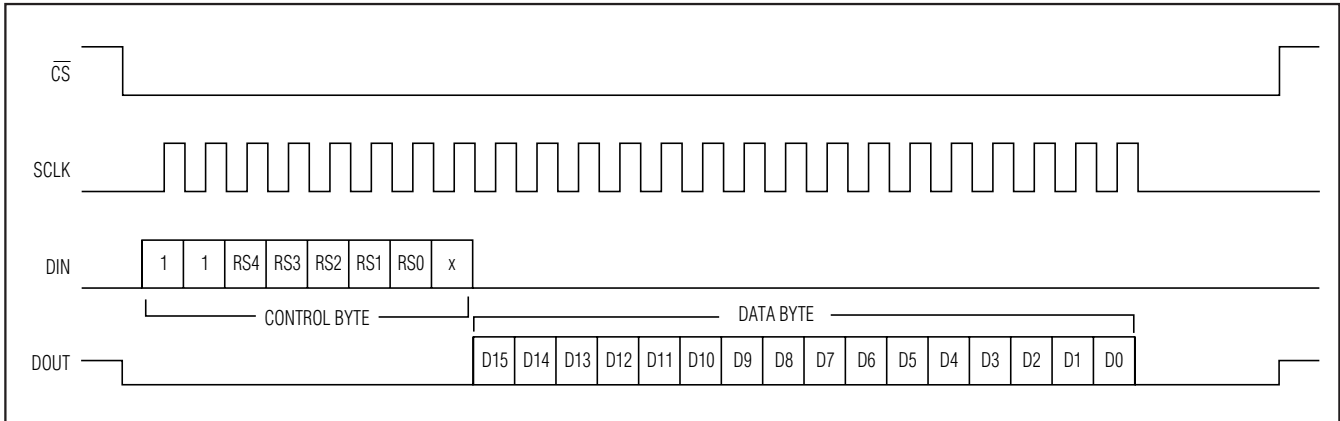 CS
SCLK
DIN 1 1 RS4 RS3 RS2 RS1 RS0 x
CONTROL BYTE DATA BYTE
DOUT D15 D14 D13 D12 D11 D10 D9 D8 D7 D6 D5 D4 D3 D2 D1 D0